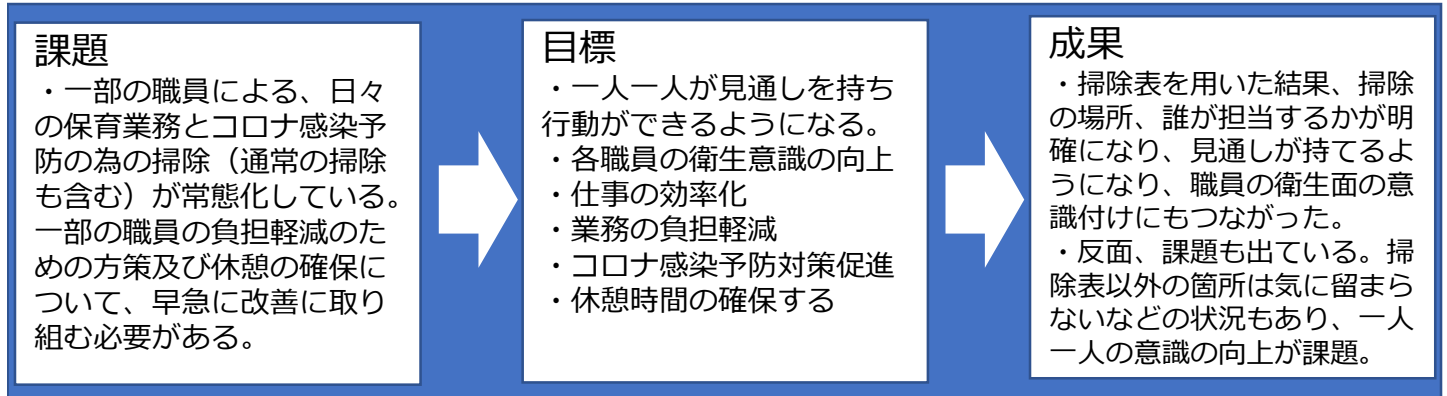 課題
・一部の職員による、日々
の保育業務とコロナ感染予
防の為の掃除（通常の掃除
も含む）が常態化している。
一部の職員の負担軽減のた
めの方策及び休憩の確保に
ついて、早急に改善に取り
組む必要がある。
目標
・一人一人が見通しを持ち
行動ができるようになる。
・各職員の衛生意識の向上
・仕事の効率化
・業務の負担軽減
・コロナ感染予防対策促進
・休憩時間の確保する
成果
・掃除表を用いた結果、掃除
の場所、誰が担当するかが明
確になり、見通しが持てるよ
うになり、職員の衛生面の意
識付けにもつながった。
・反面、課題も出ている。掃
除表以外の箇所は気に留まら
ないなどの状況もあり、一人
一人の意識の向上が課題。